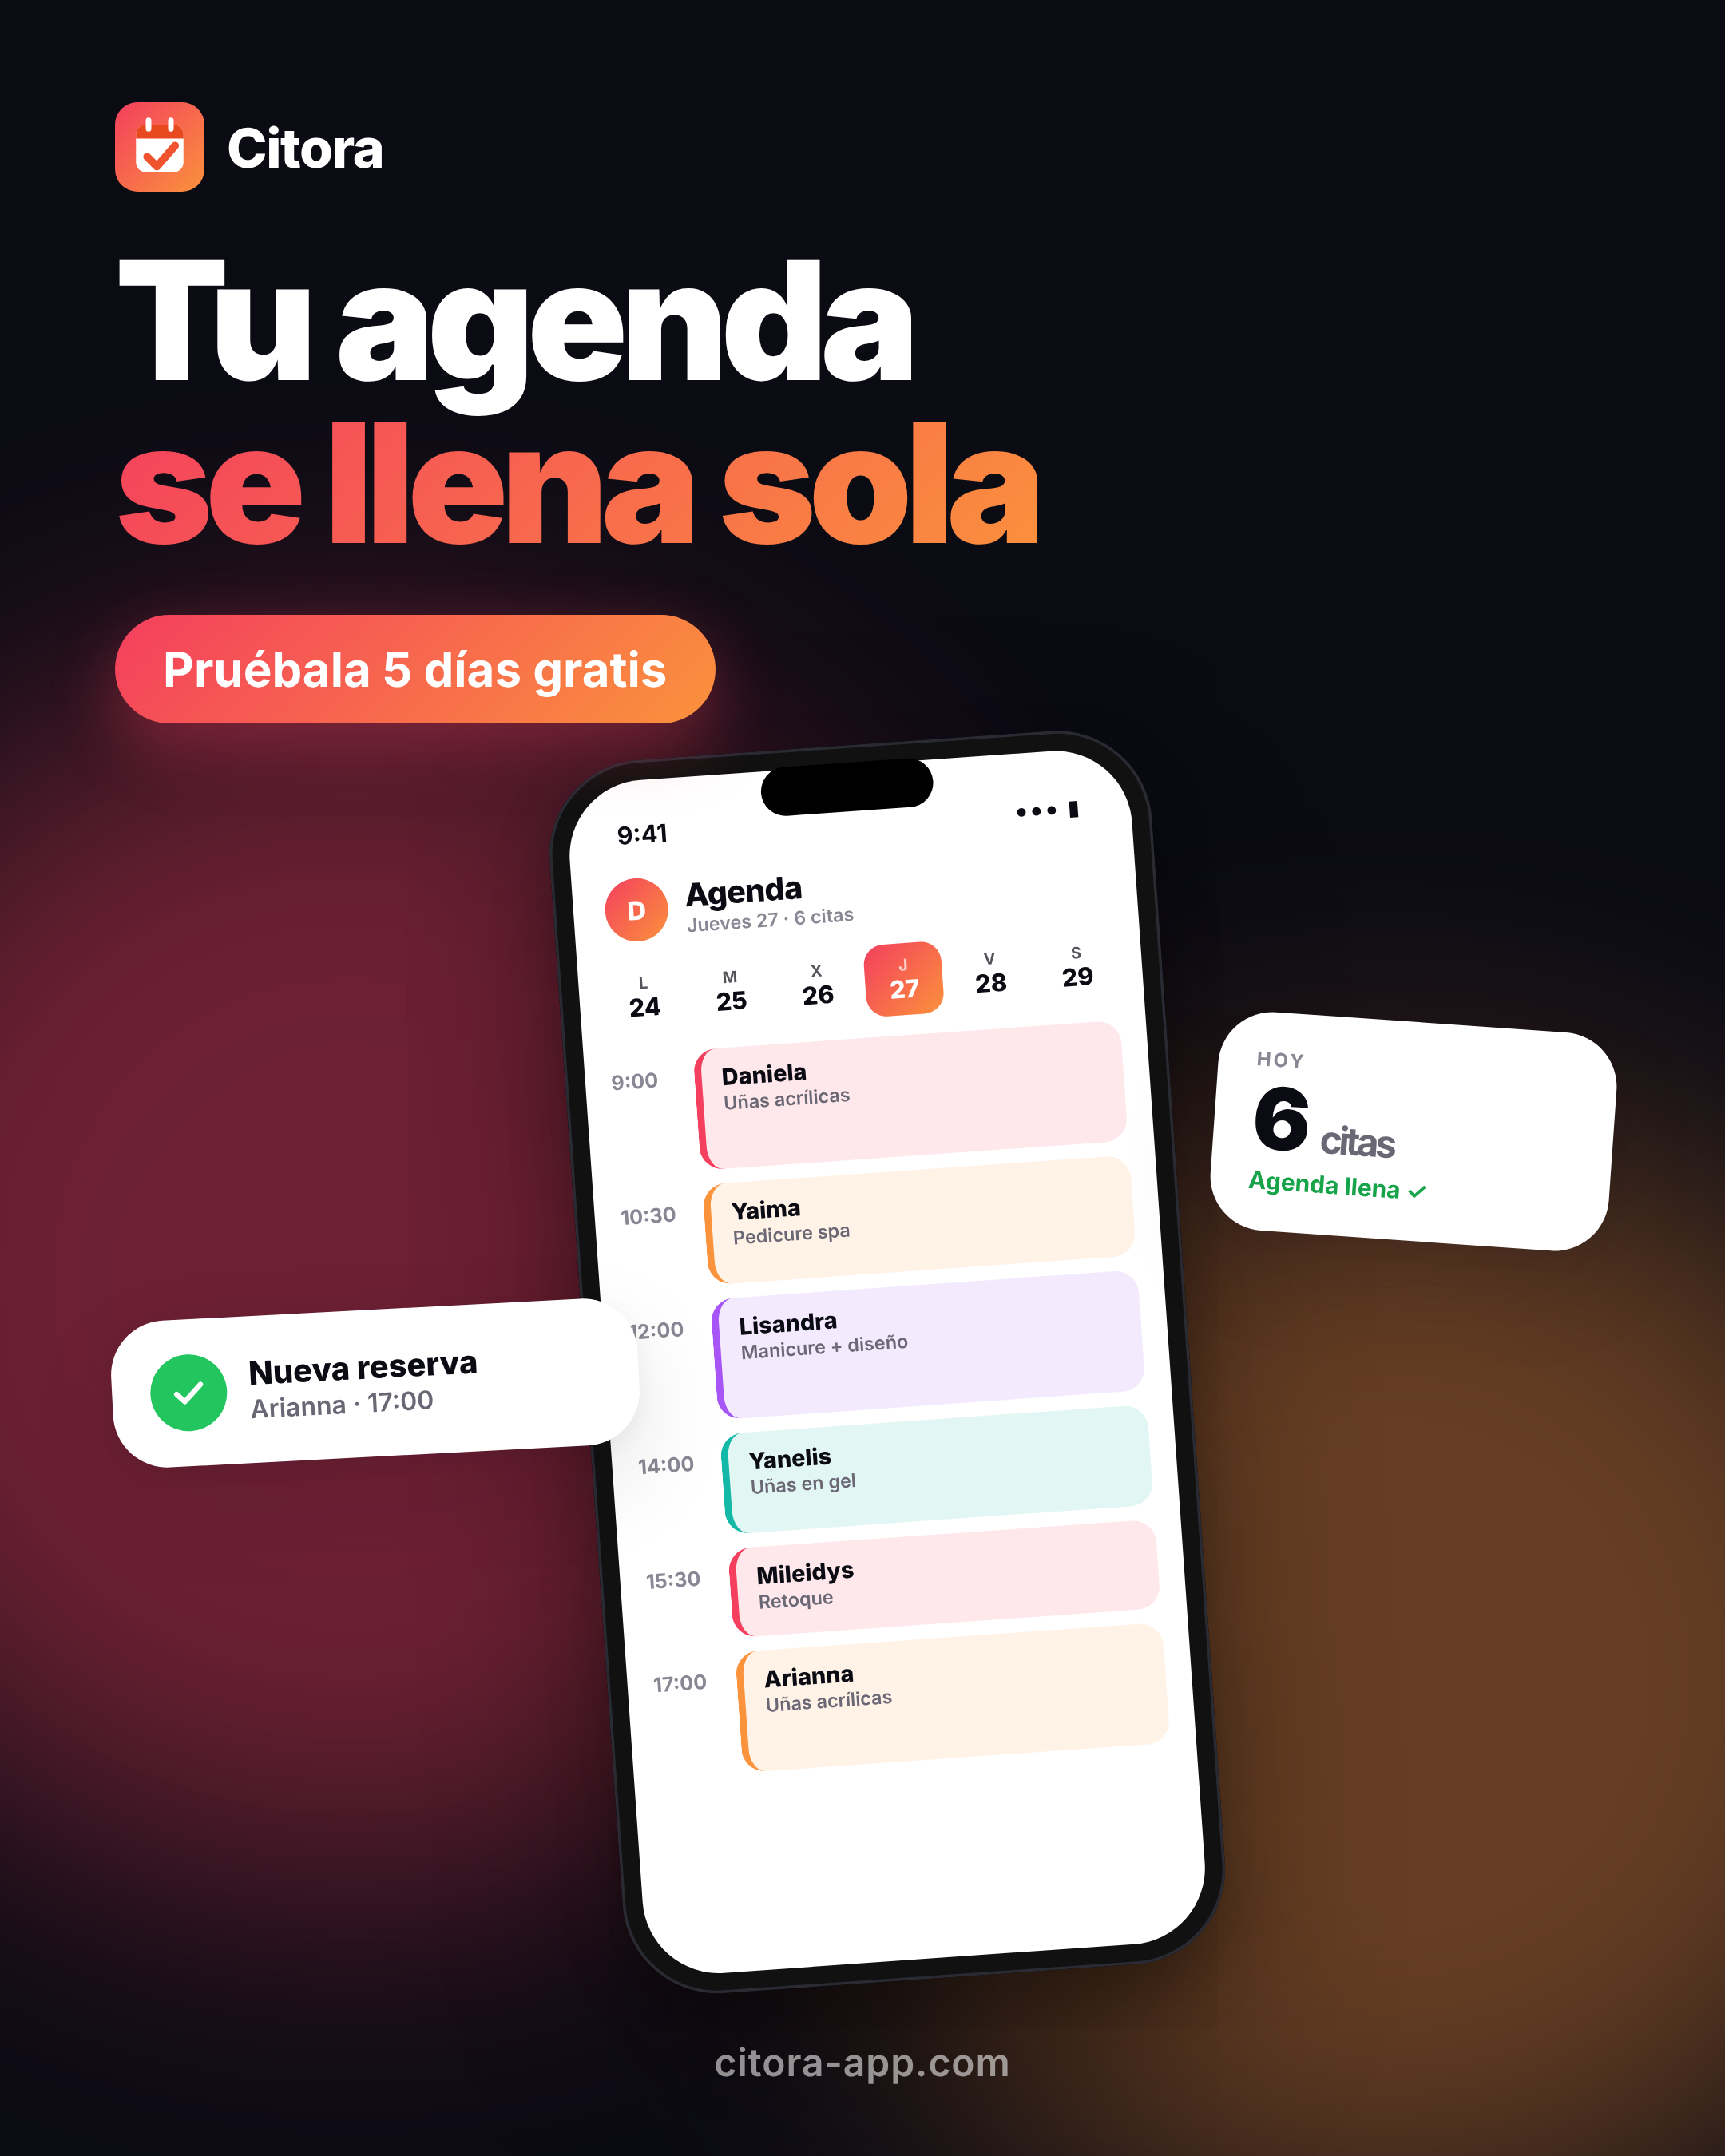 Citora
Tu agenda
se llena sola
Pruébala 5 días gratis
9:41
D
Agenda
Jueves 27 · 6 citas
L M X J V S
24 25 26 27 28 29
9:00
Daniela
Uñas acrílicas
10:30
Yaima
Pedicure spa
12:00
Lisandra
Manicure + diseño
14:00
Yanelis
Uñas en gel
15:30
Mileidys
Retoque
17:00
Arianna
Uñas acrílicas
HOY
6 citas
Agenda llena ✓
Nueva reserva
Arianna · 17:00
citora-app.com